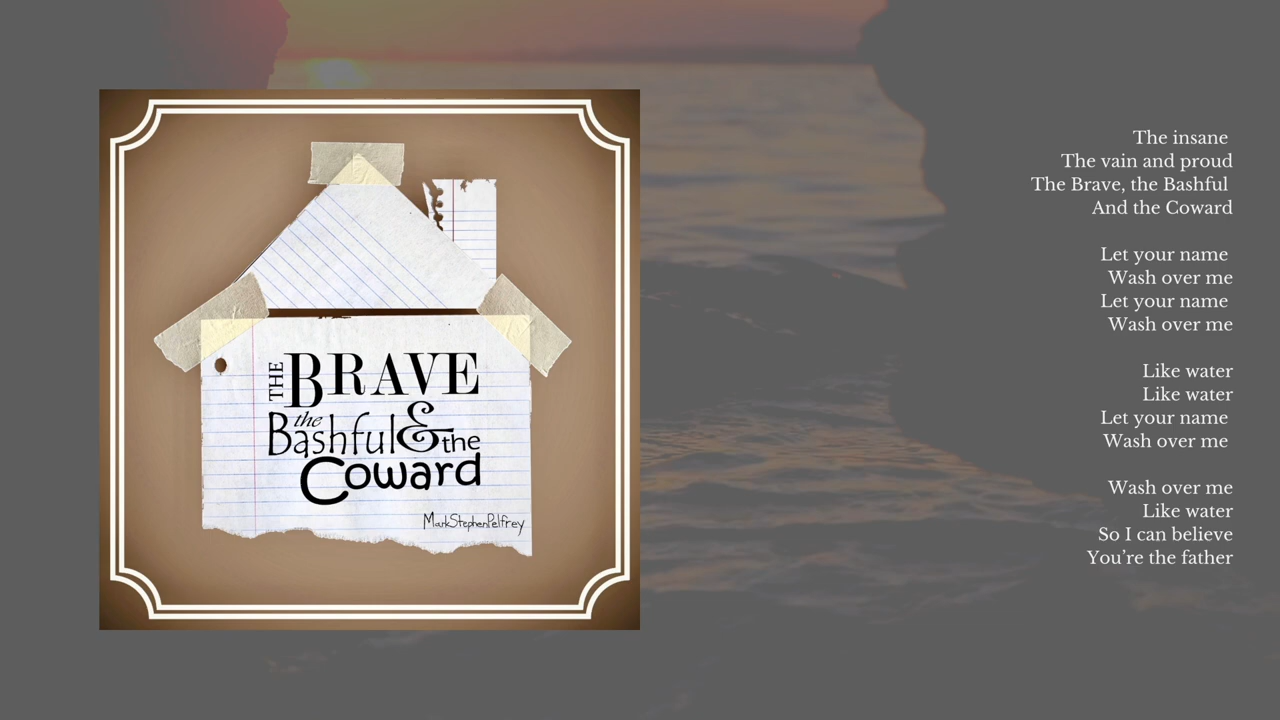 THE BRAVE
the
Bashful & the
Coward
MarkStephenPelfrey
The insane
The vain and proud
The Brave, the Bashful
And the Coward
Let your name
Wash over me
Let your name
Wash over me
Like water
Like water
Let your name
Wash over me
Wash over me
Like water
So I can believe
You’re the father